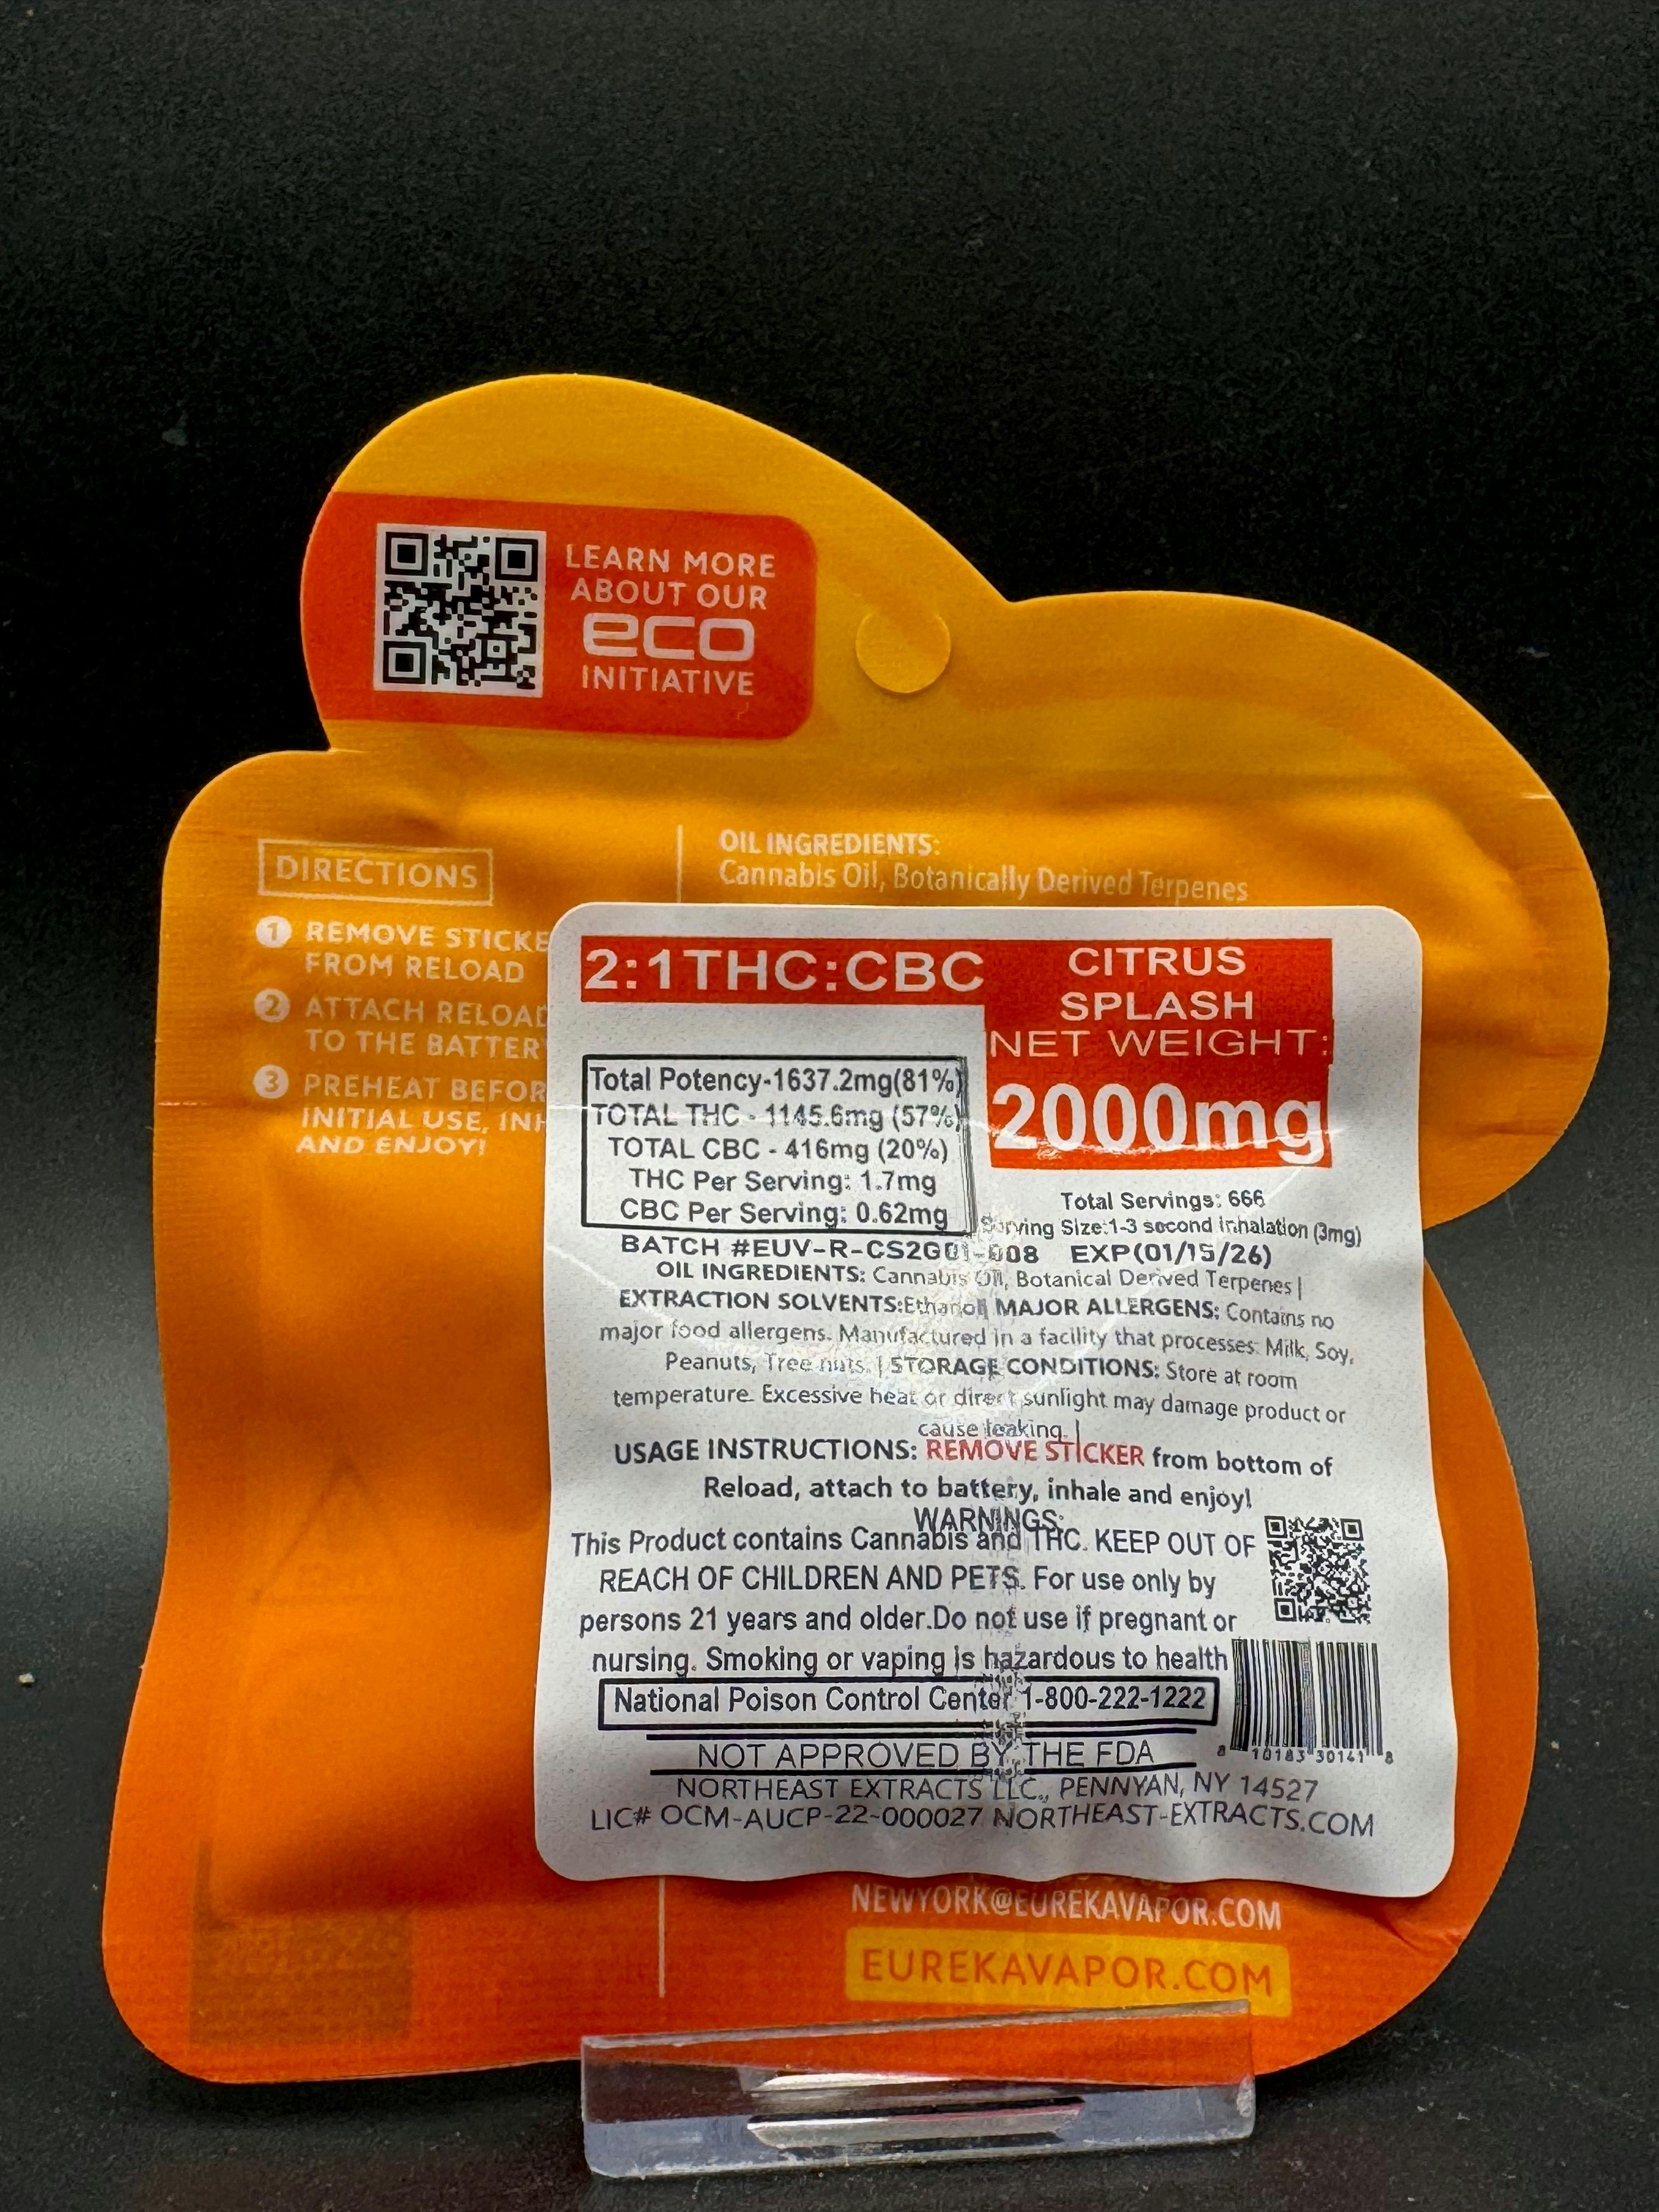 LEARN MORE
ABOUT OUR
eco
INITIATIVE
DIRECTIONS
1 REMOVE STICKE
FROM RELOAD
2 ATTACH RELOAD
TO THE BATTER
3 PREHEAT BEFOR
INITIAL USE, INH
AND ENJOY!
OIL INGREDIENTS:
Cannabis Oil, Botanically Derived Terpenes
2:1THC:CBC
CITRUS
SPLASH
NET WEIGHT:
2000mg
Total Potency-1637.2mg(81%)
TOTAL THC - 1145.6mg (57%)
TOTAL CBC - 416mg (20%)
THC Per Serving: 1.7mg
CBC Per Serving: 0.62mg
Total Servings: 666
Serving Size:1-3 second inhalation (3mg)
BATCH #EUV-R-CS2G01-008 EXP(01/15/26)
OIL INGREDIENTS: Cannabis Oil, Botanical Derived Terpenes |
EXTRACTION SOLVENTS:Ethanol| MAJOR ALLERGENS: Contains no
major food allergens. Manufactured in a facility that processes: Milk, Soy,
Peanuts, Tree nuts. | STORAGE CONDITIONS: Store at room
temperature. Excessive heat or direct sunlight may damage product or
cause leaking. |
USAGE INSTRUCTIONS: REMOVE STICKER from bottom of
Reload, attach to battery, inhale and enjoy!
WARNINGS:
This Product contains Cannabis and THC. KEEP OUT OF
REACH OF CHILDREN AND PETS. For use only by
persons 21 years and older.Do not use if pregnant or
nursing. Smoking or vaping is hazardous to health
National Poison Control Center 1-800-222-1222
NOT APPROVED BY THE FDA
8 10183 30141 8
NORTHEAST EXTRACTS LLC., PENNYAN, NY 14527
LIC# OCM-AUCP-22-000027 NORTHEAST-EXTRACTS.COM
NEWYORK@EUREKAVAPOR.COM
EUREKAVAPOR.COM